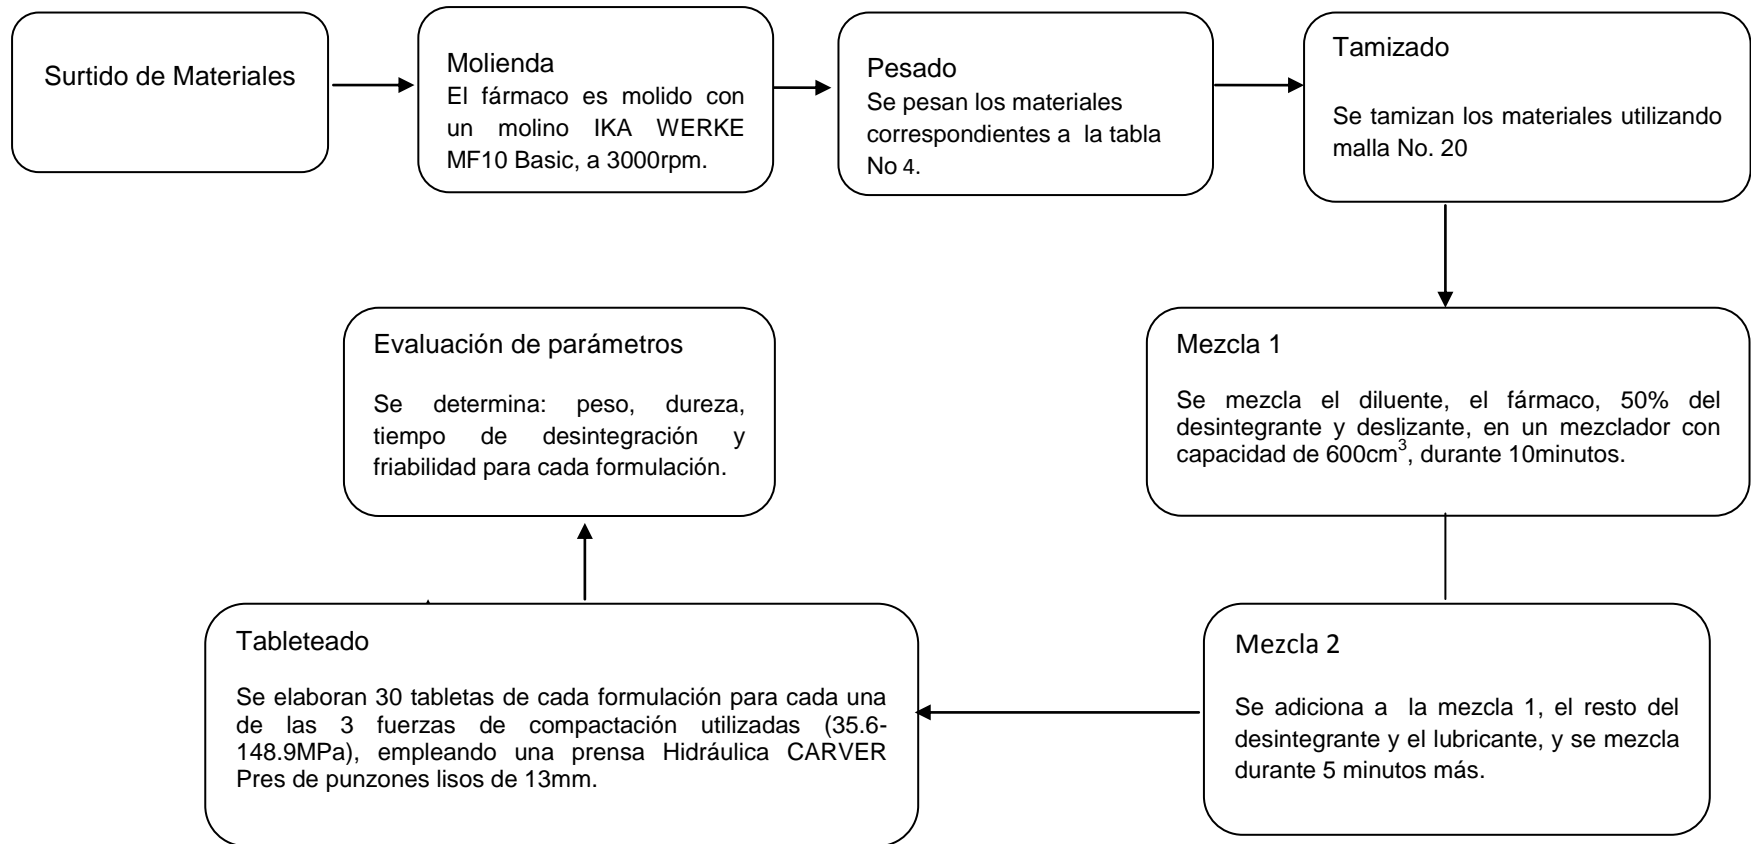 Surtido de Materiales
Molienda
El fármaco es molido con
un molino IKA WERKE
MF10 Basic, a 3000rpm.
Pesado
Se pesan los materiales
correspondientes a la tabla
No 4.
Tamizado
Se tamizan los materiales utilizando
malla No. 20
Mezcla 1
Se mezcla el diluente, el fármaco, 50% del
desintegrante y deslizante, en un mezclador con
capacidad de 600cm³, durante 10minutos.
Mezcla 2
Se adiciona a la mezcla 1, el resto del
desintegrante y el lubricante, y se mezcla
durante 5 minutos más.
Tableteado
Se elaboran 30 tabletas de cada formulación para cada una
de las 3 fuerzas de compactación utilizadas (35.6-
148.9MPa), empleando una prensa Hidráulica CARVER
Pres de punzones lisos de 13mm.
Evaluación de parámetros
Se determina: peso, dureza,
tiempo de desintegración y
friabilidad para cada formulación.